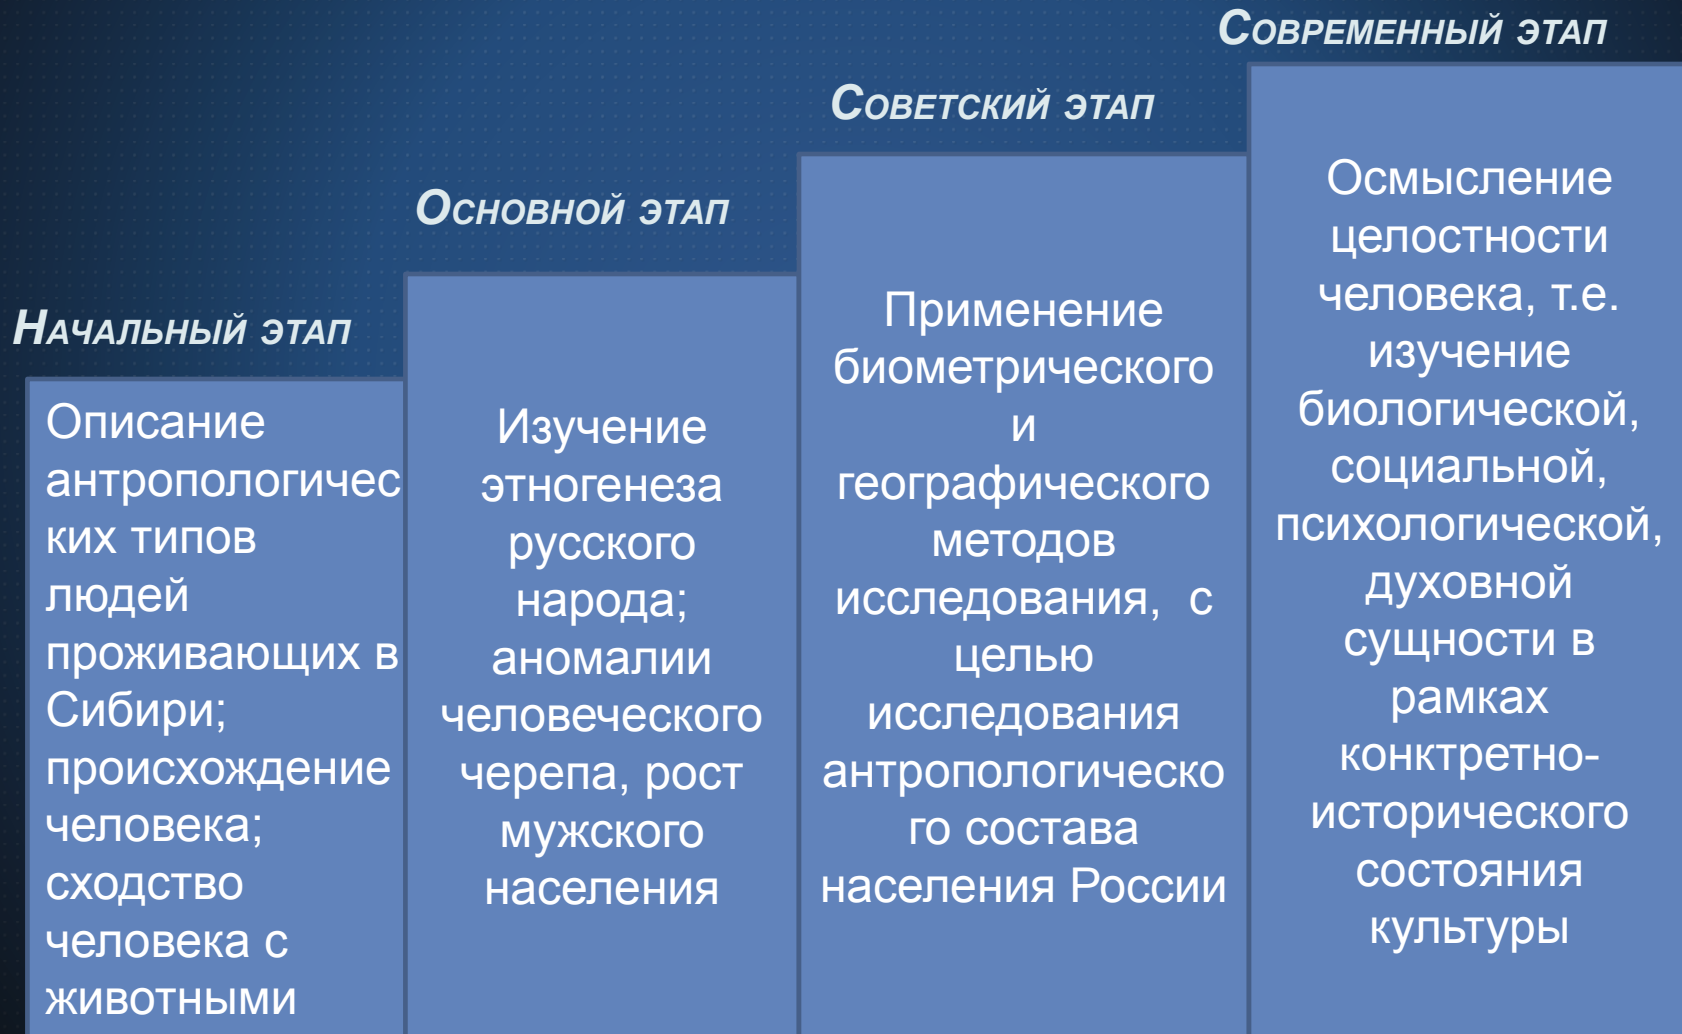 Начальный этап
Описание
антропологичес
ких типов
людей
проживающих в
Сибири;
происхождение
человека;
сходство
человека с
животными
Основной этап
Изучение
этногенеза
русского
народа;
аномалии
человеческого
черепа, рост
мужского
населения
Советский этап
Применение
биометрического
и
географического
методов
исследования,  с
целью
исследования
антропологическо
го состава
населения России
Современный этап
Осмысление
целостности
человека, т.е.
изучение
биологической,
социальной,
психологической,
духовной
сущности в
рамках
конктретно-
исторического
состояния
культуры